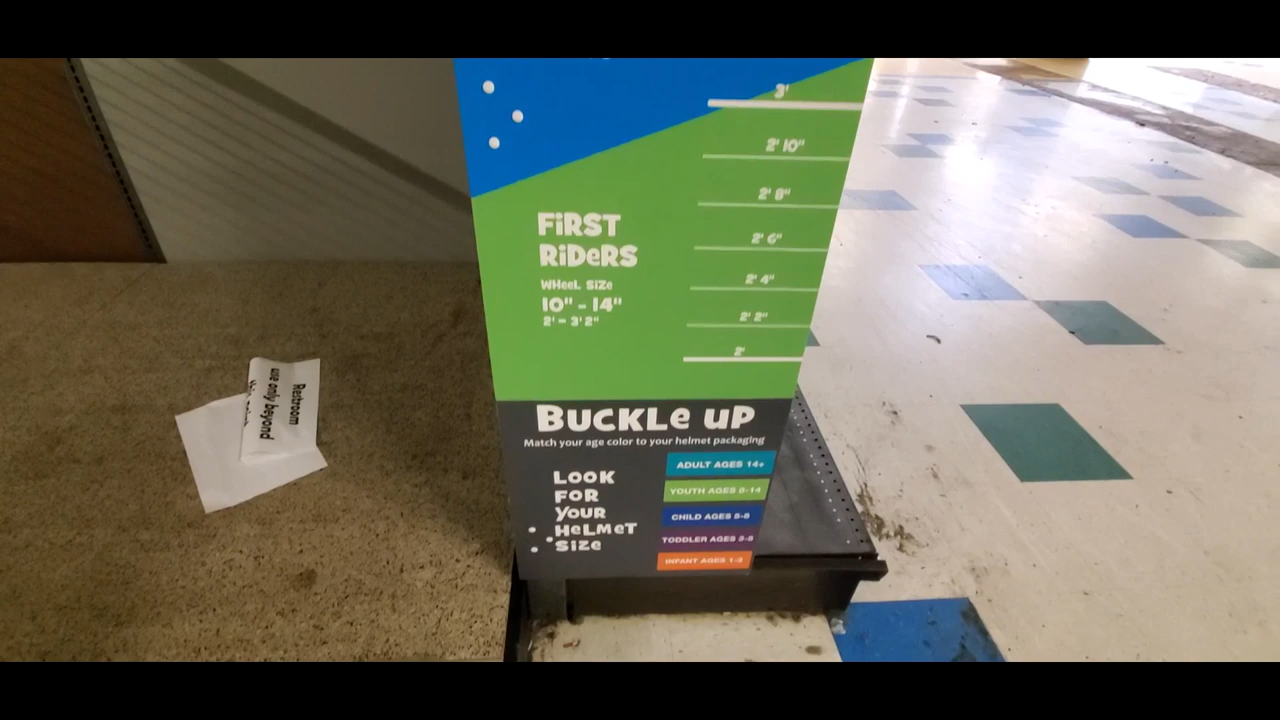 3'
2' 10"
2' 8"
2' 6"
2' 4"
2' 2"
2'
FiRST
RiDeRS
WHeeL SiZe
10" - 14"
2' - 3' 2"
BUCKLe UP
Match your age color to your helmet packaging
LOOK
FOR
YOUR
HeLMeT
SiZe
ADULT AGES 14+
YOUTH AGES 8-14
CHILD AGES 5-8
TODDLER AGES 3-5
INFANT AGES 1-3
Restroom
use only beyond